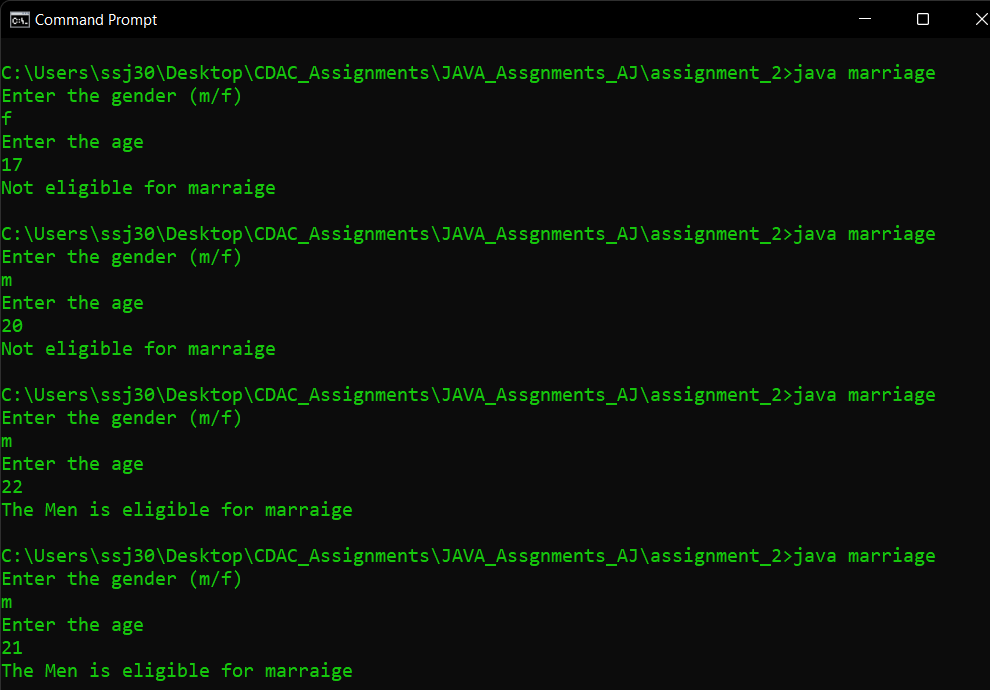 Command Prompt
C:\Users\ssj30\Desktop\CDAC_Assignments\JAVA_Assgnments_AJ\assignment_2>java marriage
Enter the gender (m/f)
f
Enter the age
17
Not eligible for marraige
C:\Users\ssj30\Desktop\CDAC_Assignments\JAVA_Assgnments_AJ\assignment_2>java marriage
Enter the gender (m/f)
m
Enter the age
20
Not eligible for marraige
C:\Users\ssj30\Desktop\CDAC_Assignments\JAVA_Assgnments_AJ\assignment_2>java marriage
Enter the gender (m/f)
m
Enter the age
22
The Men is eligible for marraige
C:\Users\ssj30\Desktop\CDAC_Assignments\JAVA_Assgnments_AJ\assignment_2>java marriage
Enter the gender (m/f)
m
Enter the age
21
The Men is eligible for marraige